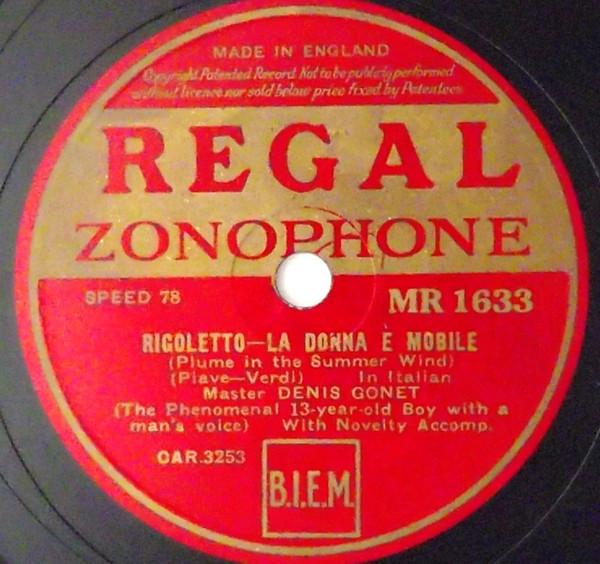 MADE IN ENGLAND
Copyright Patented Record Not to be publicly performed
without licence nor sold below price fixed by Patentees
REGAL
ZONOPHONE
SPEED 78 MR 1633
RIGOLETTO—LA DONNA È MOBILE
(Plume in the Summer Wind)
(Piave—Verdi) In Italian
Master DENIS GONET
(The Phenomenal 13-year-old Boy with a
man's voice) With Novelty Accomp.
CAR.3253
B.I.E.M.